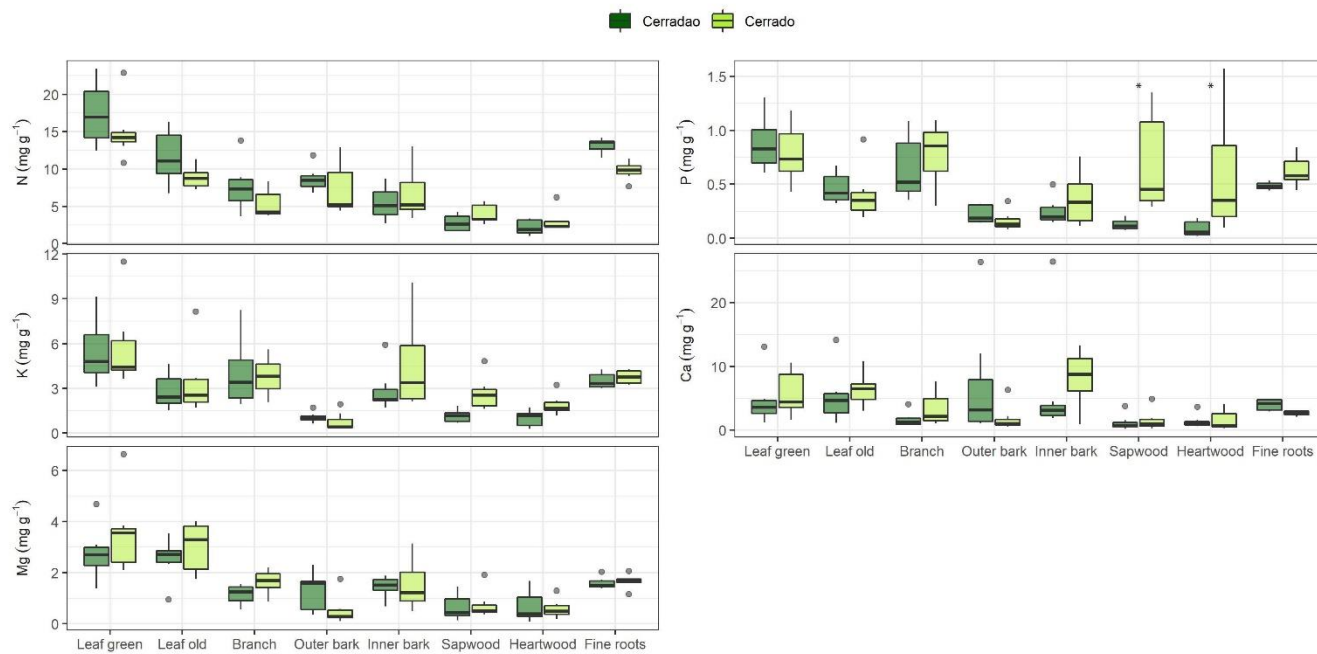 Cerradao Cerrado
N (mg g⁻¹)
20
15
10
5
0
K (mg g⁻¹)
12
9
6
3
0
Mg (mg g⁻¹)
6
4
2
0
Leaf green Leaf old Branch Outer bark Inner bark Sapwood Heartwood Fine roots
P (mg g⁻¹)
1.5
1.0
0.5
0.0
* *
Ca (mg g⁻¹)
20
10
0
Leaf green Leaf old Branch Outer bark Inner bark Sapwood Heartwood Fine roots